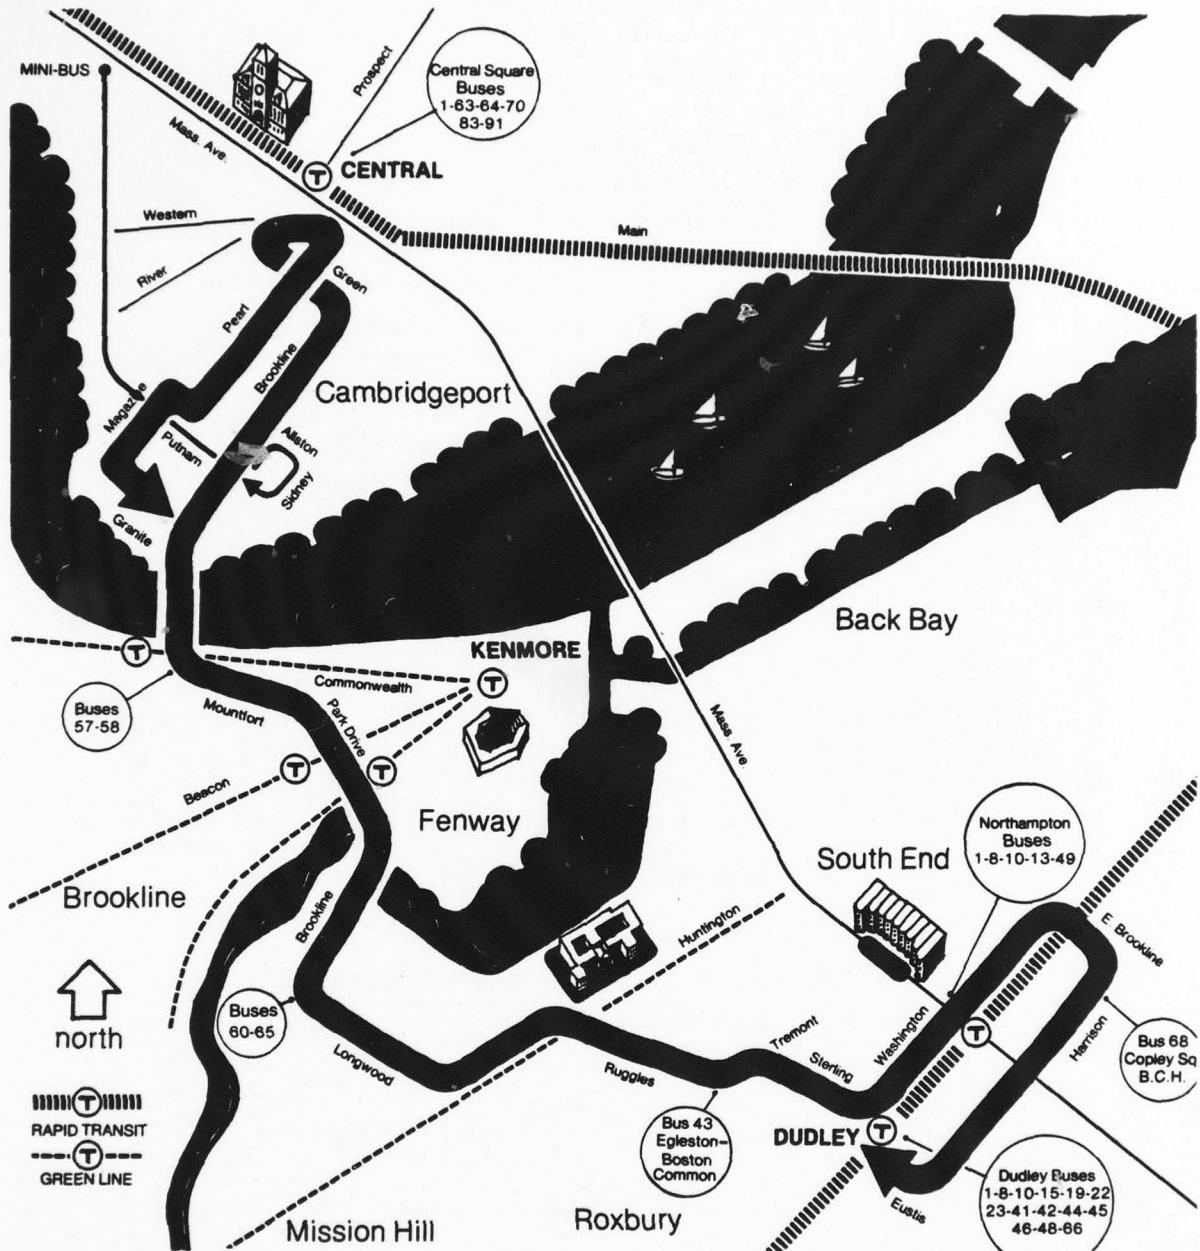 MINI-BUS
Prospect
Central Square
Buses
1-63-64-70
83-91
Mass. Ave.
T
CENTRAL
Western
Main
River
Green
Pearl
Brookline
Cambridgeport
Magazine
Putnam
Allston
Sidney
Granite
Back Bay
T
KENMORE
T
Commonwealth
Buses
57-58
Mountfort
Park Drive
Mass. Ave.
T
T
Beacon
Fenway
Northampton
Buses
1-8-10-13-49
South End
Brookline
Brookline
Huntington
E. Brookline
north
Buses
60-65
Longwood
Ruggles
Tremont
Sterling
Washington
T
Harrison
Bus 68
Copley Sq
B.C.H.
T
RAPID TRANSIT
T
GREEN LINE
Bus 43
Egleston-
Boston
Common
DUDLEY
T
Dudley Buses
1-8-10-15-19-22
23-41-42-44-45
46-48-66
Eustis
Roxbury
Mission Hill